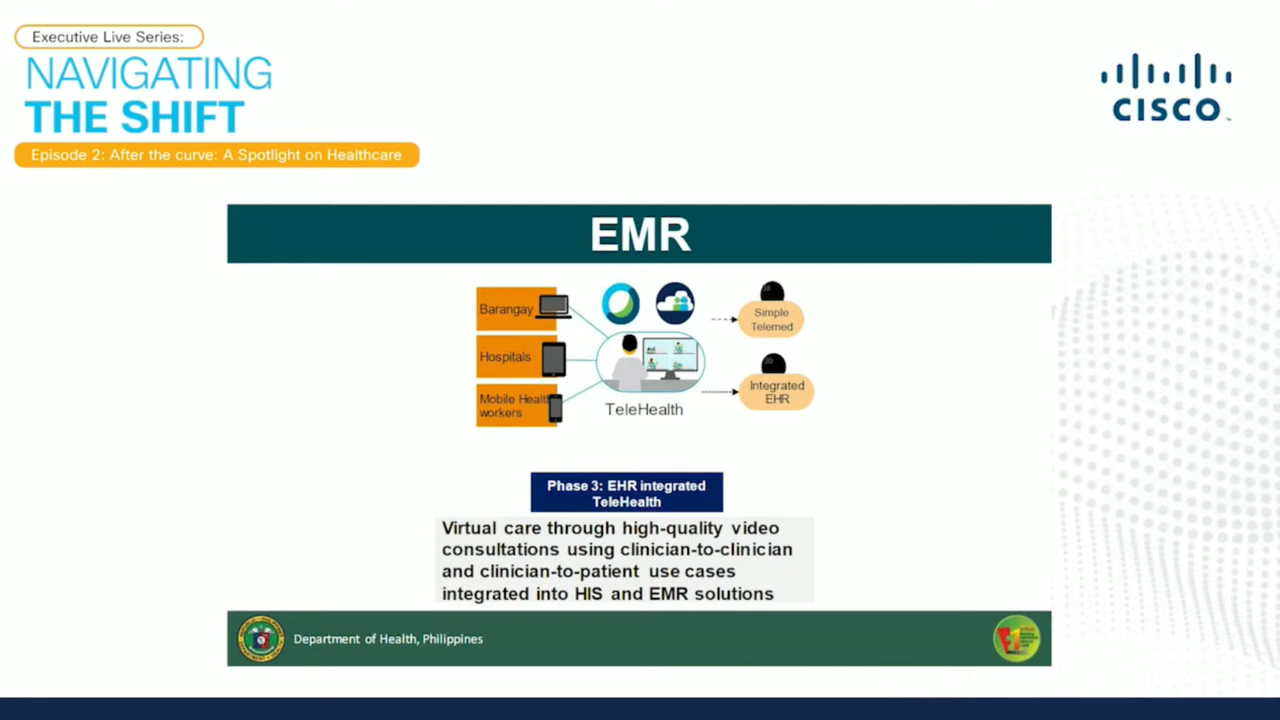 Executive Live Series:
NAVIGATING
THE SHIFT
Episode 2: After the curve: A Spotlight on Healthcare
CISCO
EMR
Barangay
Hospitals
Mobile Health
workers
TeleHealth
Simple
Telemed
Integrated
EHR
Phase 3: EHR integrated
TeleHealth
Virtual care through high-quality video
consultations using clinician-to-clinician
and clinician-to-patient use cases
integrated into HIS and EMR solutions
Department of Health, Philippines